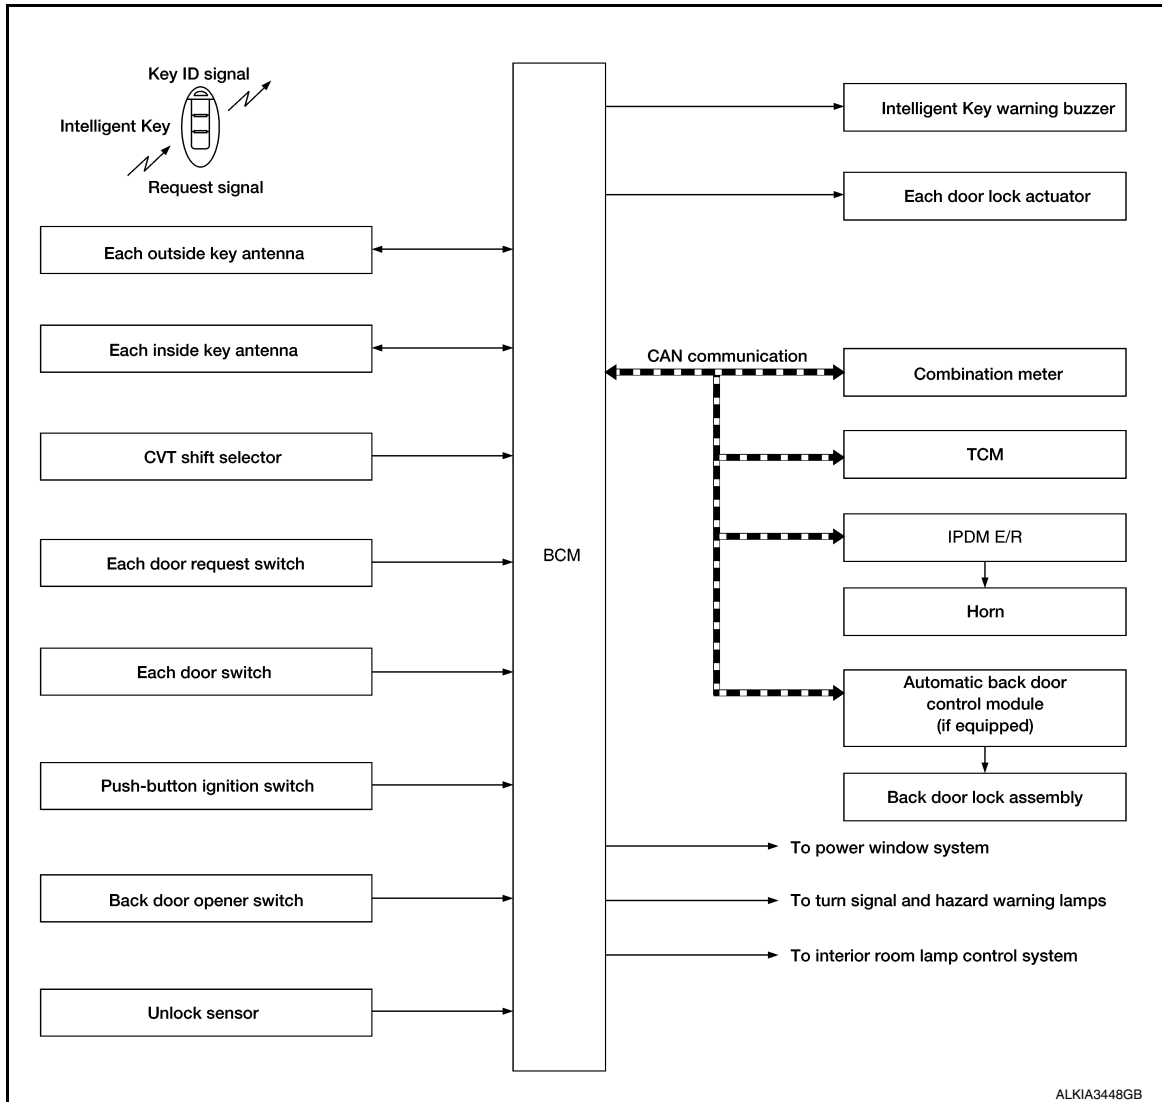 Key ID signal
Intelligent Key
Request signal
Each outside key antenna
Each inside key antenna
CVT shift selector
Each door request switch
Each door switch
Push-button ignition switch
Back door opener switch
Unlock sensor
BCM
Intelligent Key warning buzzer
Each door lock actuator
CAN communication
Combination meter
TCM
IPDM E/R
Horn
Automatic back door
control module
(if equipped)
Back door lock assembly
To power window system
To turn signal and hazard warning lamps
To interior room lamp control system
ALKIA3448GB